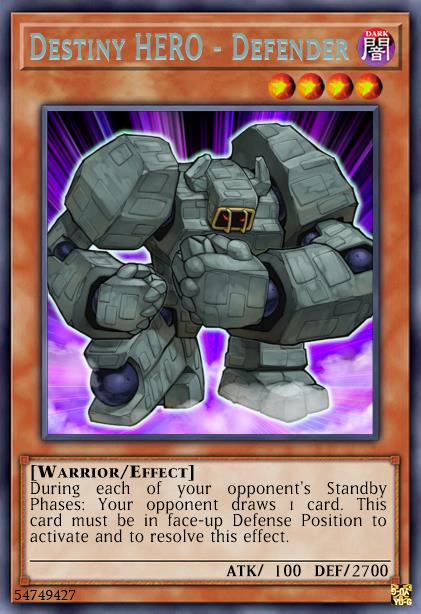 Destiny HERO - Defender
DARK
闇
[Warrior/Effect]
During each of your opponent's Standby
Phases: Your opponent draws 1 card. This
card must be in face-up Defense Position to
activate and to resolve this effect.
ATK/ 100 DEF/2700
54749427